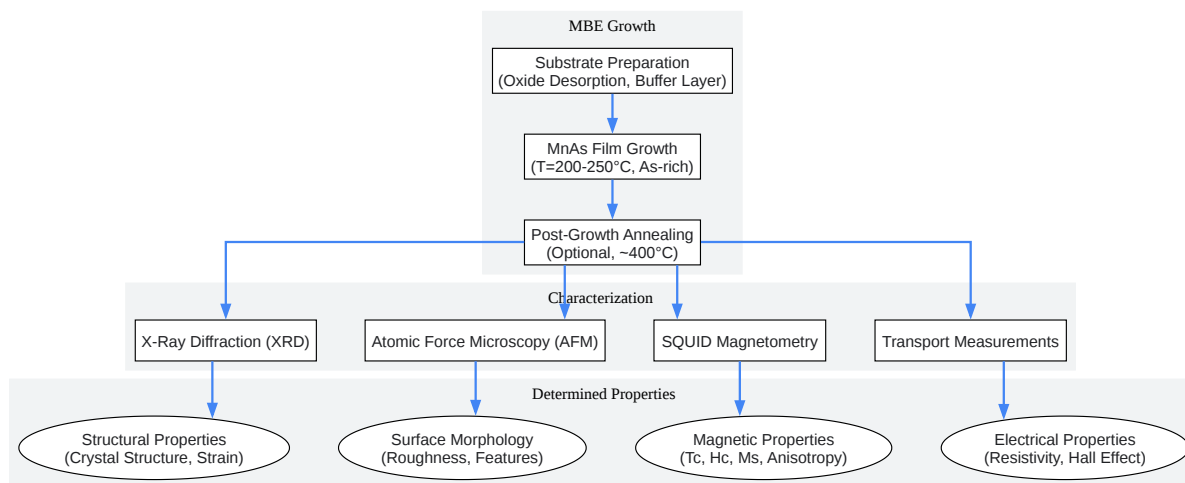 MBE Growth
Substrate Preparation
(Oxide Desorption, Buffer Layer)
MnAs Film Growth
(T=200-250°C, As-rich)
Post-Growth Annealing
(Optional, ~400°C)
Characterization
X-Ray Diffraction (XRD)
Atomic Force Microscopy (AFM)
SQUID Magnetometry
Transport Measurements
Determined Properties
Structural Properties
(Crystal Structure, Strain)
Surface Morphology
(Roughness, Features)
Magnetic Properties
(Tc, Hc, Ms, Anisotropy)
Electrical Properties
(Resistivity, Hall Effect)